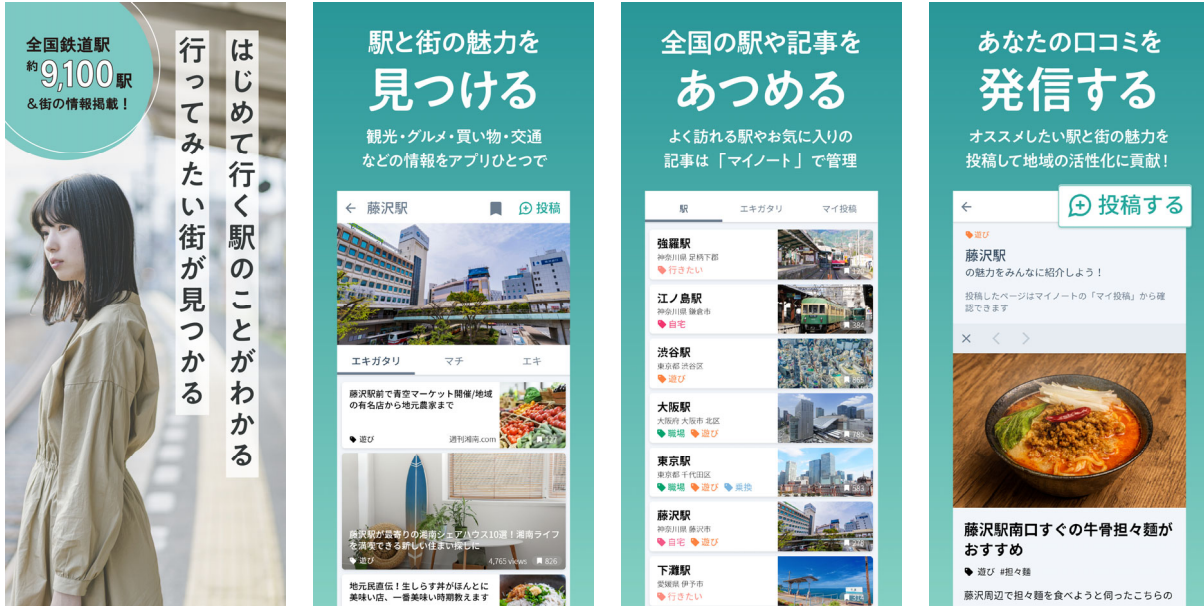 全国鉄道駅
約9,100駅
&街の情報掲載！
はじめて行く駅のことがわかる
行ってみたい街が見つかる
駅と街の魅力を
見つける
観光・グルメ・買い物・交通
などの情報をアプリひとつで
← 藤沢駅 投稿
エキガタリ マチ エキ
藤沢駅前で青空マーケット開催/地域
の有名店から地元農家まで
遊び 週刊湘南.com
藤沢駅が最寄りの湘南シェアハウス10選！湘南ライフ
を満喫できる新しい住まい探しに
遊び 4,765 views 826
地元民直伝！生しらす丼がほんとに
美味い店、一番美味い時期教えます
全国の駅や記事を
あつめる
よく訪れる駅やお気に入りの
記事は「マイノート」で管理
駅 エキガタリ マイ投稿
強羅駅
神奈川県 足柄下郡
行きたい
江ノ島駅
神奈川県 鎌倉市
自宅 384
渋谷駅
東京都 渋谷区
遊び
大阪駅
大阪府 大阪市 北区
職場 遊び 785
東京駅
東京都 千代田区
職場 遊び 乗換 583
藤沢駅
神奈川県 藤沢市
自宅 遊び
下灘駅
愛媛県 伊予市
行きたい
あなたの口コミを
発信する
オススメしたい駅と街の魅力を
投稿して地域の活性化に貢献！
← 投稿する
遊び
藤沢駅
の魅力をみんなに紹介しよう！
投稿したページはマイノートの「マイ投稿」から確
認できます
藤沢駅南口すぐの牛骨担々麺が
おすすめ
遊び #担々麺
藤沢周辺で担々麺を食べようと伺ったこちらの